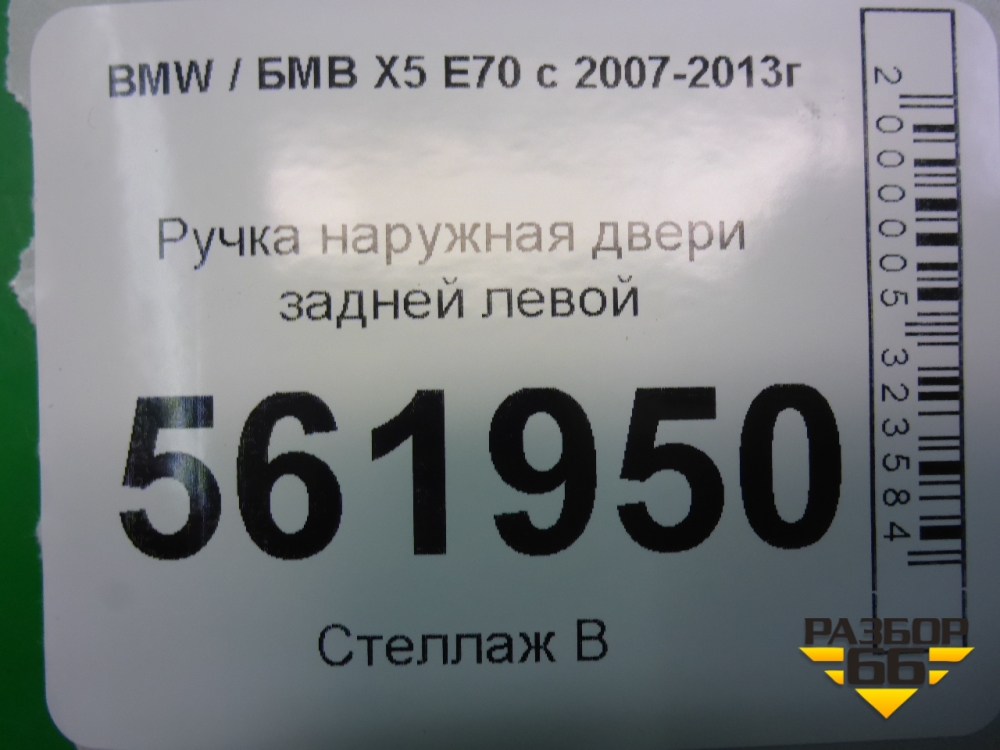 BMW / БМВ X5 E70 с 2007-2013г
Ручка наружная двери
задней левой
561950
Стеллаж В
2000005323584
РАЗБОР
66